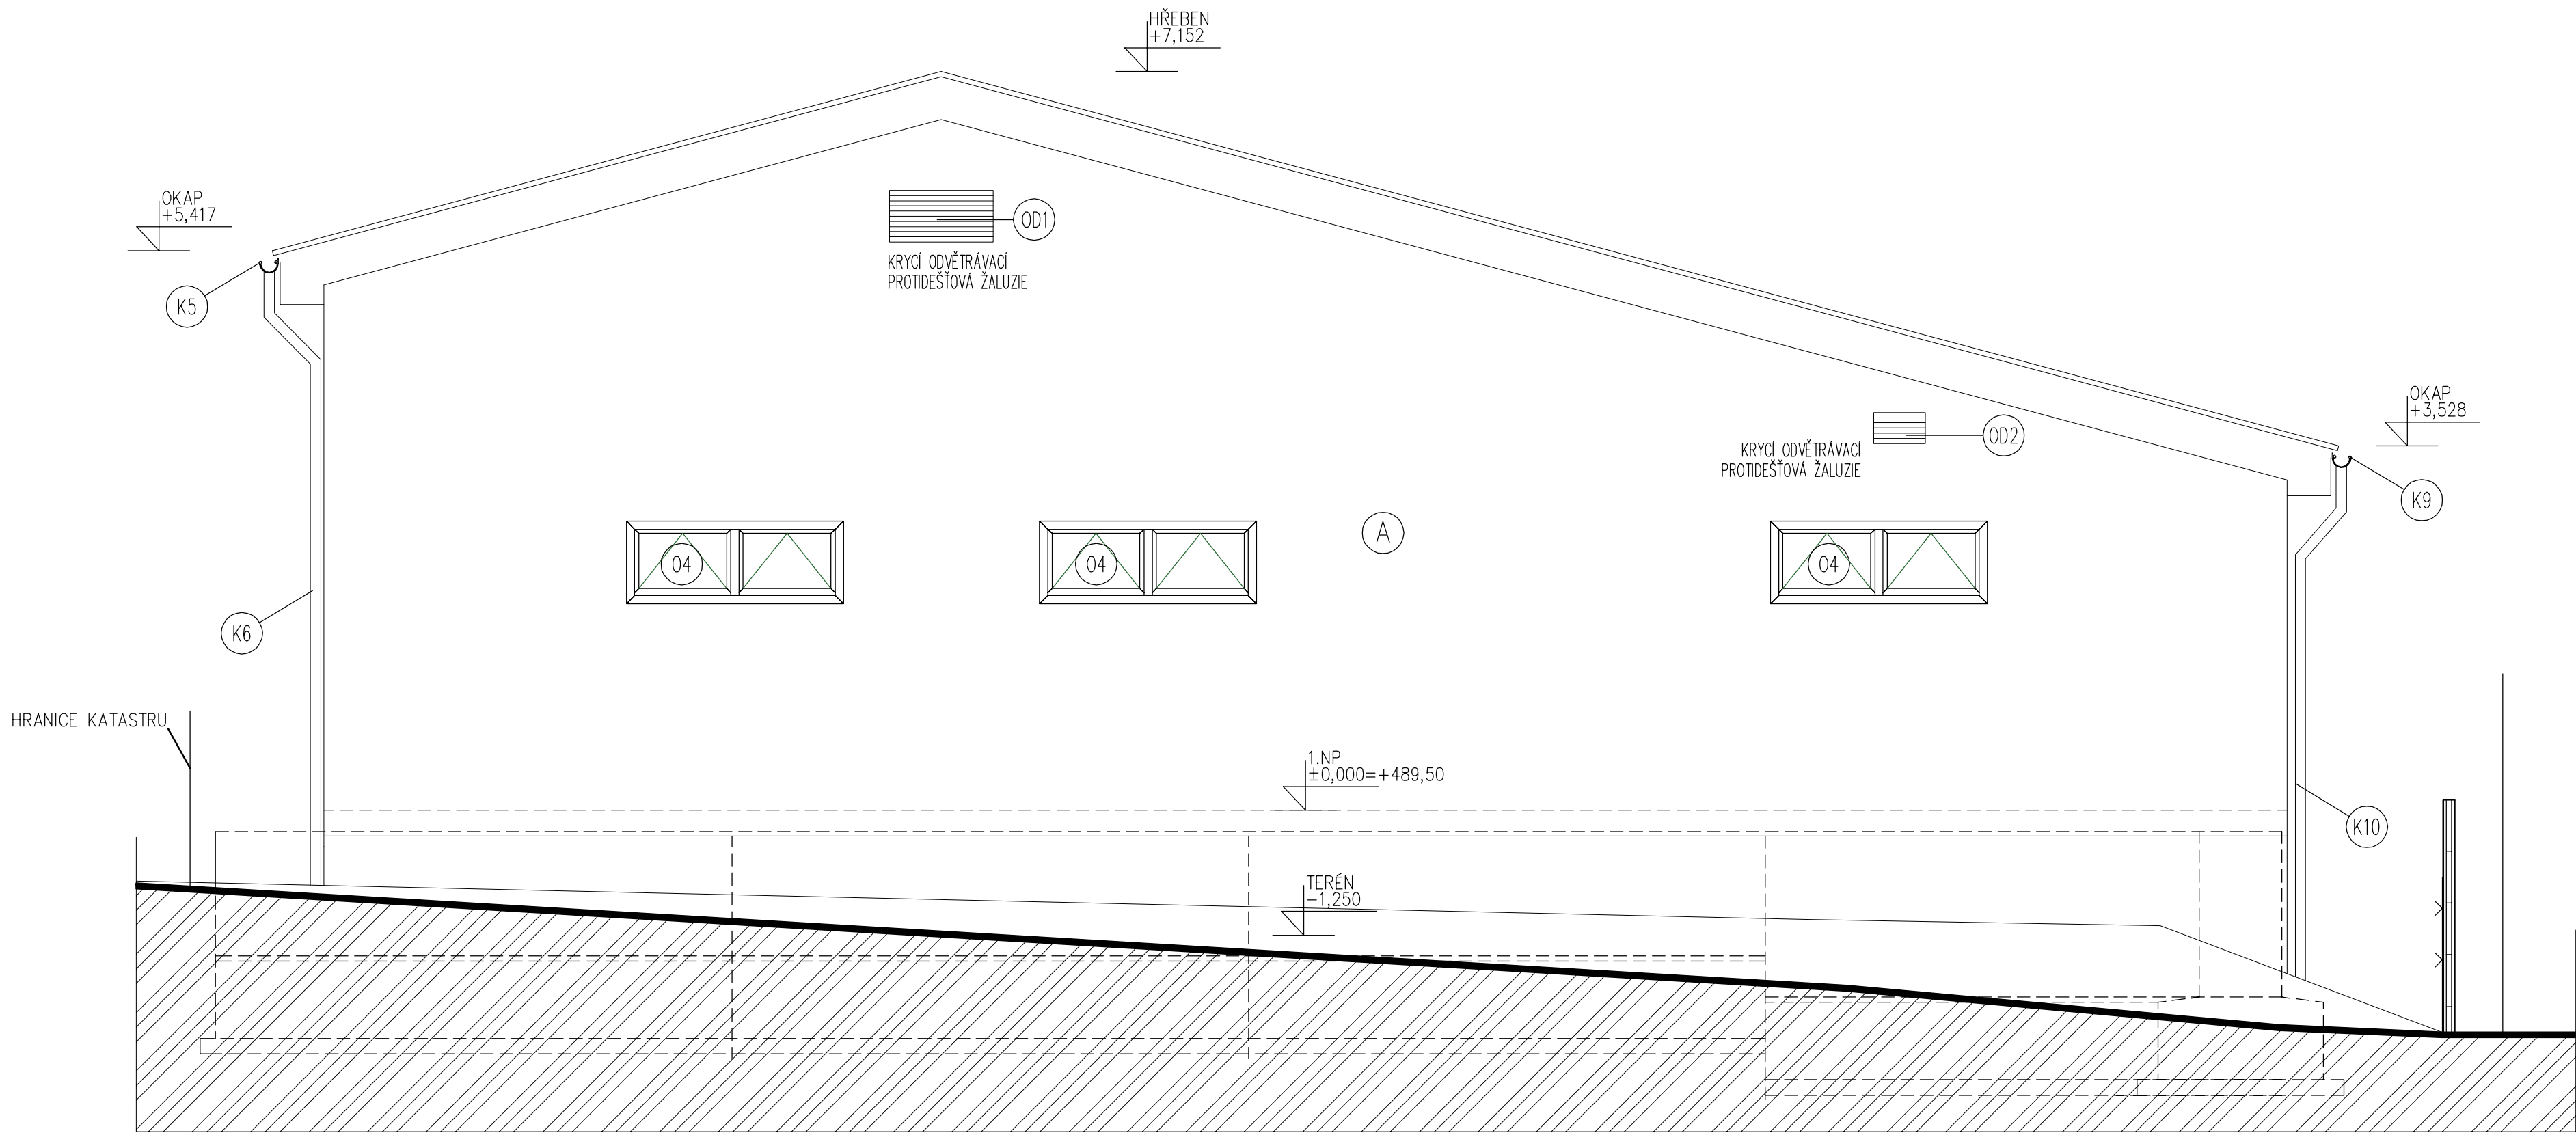 HŘEBEN
+7,152
OKAP
+5,417
OD1
KRYCÍ ODVĚTRÁVACÍ
PROTIDEŠŤOVÁ ŽALUZIE
K5
OKAP
+3,528
OD2
KRYCÍ ODVĚTRÁVACÍ
PROTIDEŠŤOVÁ ŽALUZIE
K9
A
O4
O4
O4
K6
HRANICE KATASTRU
1.NP
±0,000=+489,50
K10
TERÉN
-1,250